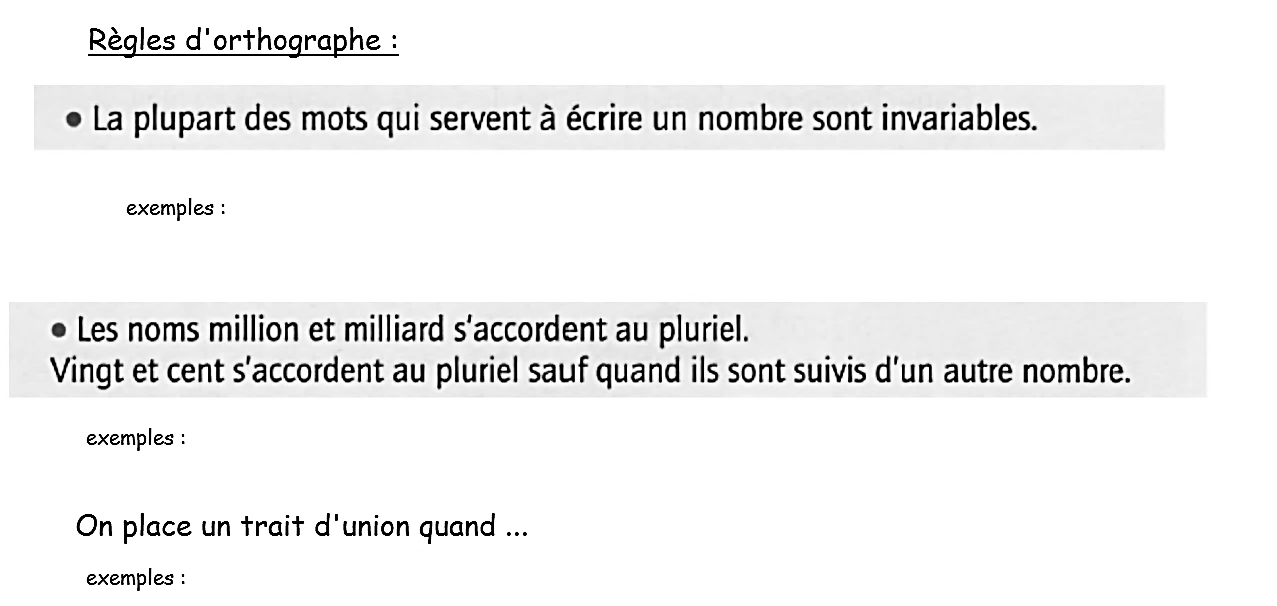 Règles d'orthographe :
• La plupart des mots qui servent à écrire un nombre sont invariables.
exemples :
• Les noms million et milliard s'accordent au pluriel.
Vingt et cent s'accordent au pluriel sauf quand ils sont suivis d'un autre nombre.
exemples :
On place un trait d'union quand ...
exemples :